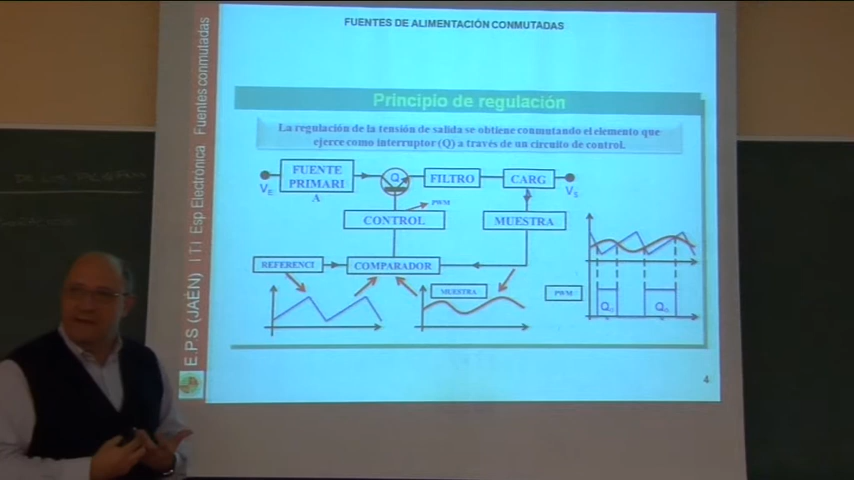 FUENTES DE ALIMENTACIÓN CONMUTADAS
Principio de regulación
La regulación de la tensión de salida se obtiene conmutando el elemento que
ejerce como interruptor (Q) a través de un circuito de control.
FUENTE
PRIMARI
A
Q
FILTRO
CARG
VE
VS
PWM
CONTROL
MUESTRA
REFERENCI
COMPARADOR
MUESTRA
PWM
4
E.P.S (JAÉN) I T I Esp Electrónica Fuentes conmutadas